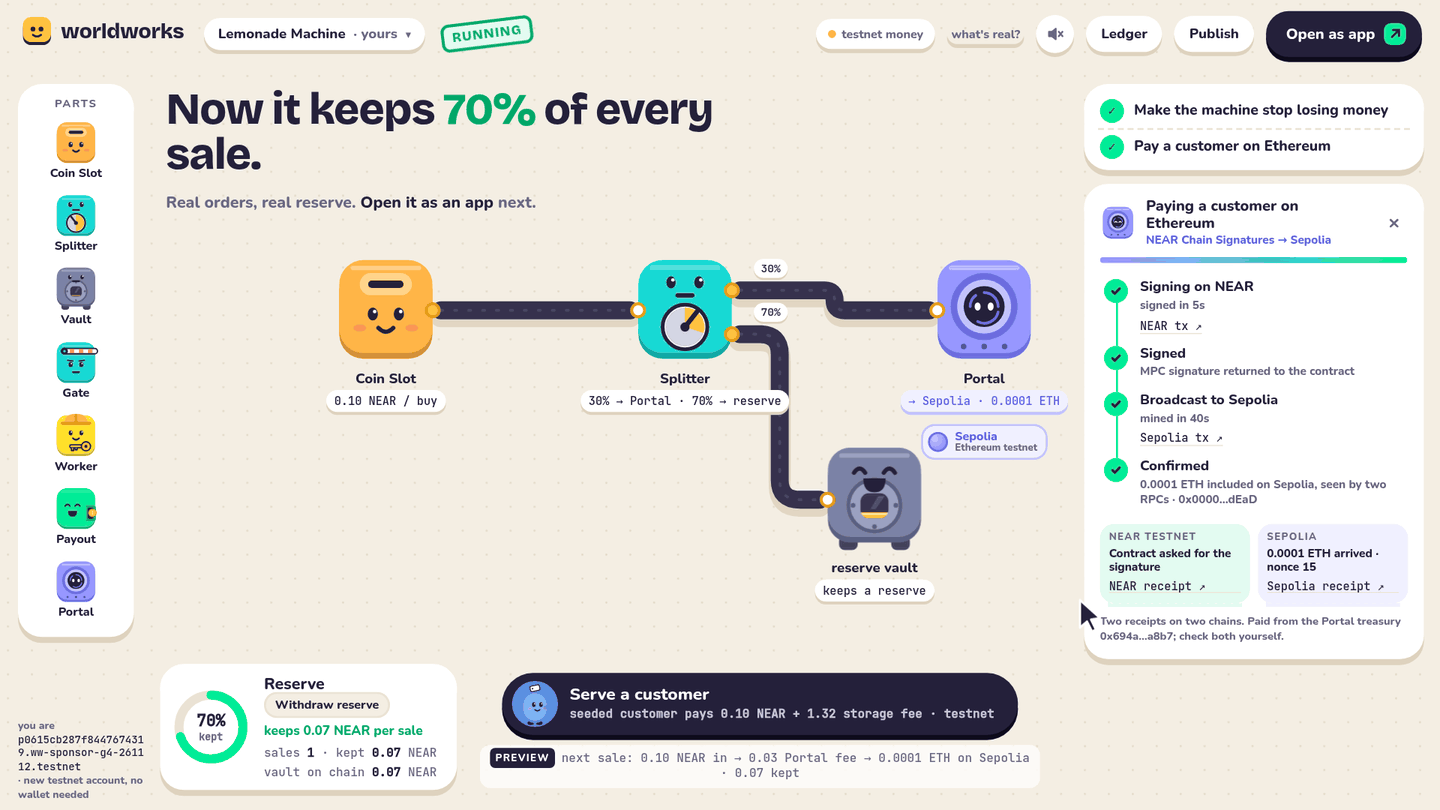 worldworks
Lemonade Machine · yours ▾
RUNNING
testnet money
what's real?
Ledger
Publish
Open as app
PARTS
Coin Slot
Splitter
Vault
Gate
Worker
Payout
Portal
Now it keeps 70% of every
sale.
Real orders, real reserve. Open it as an app next.
30%
70%
Coin Slot
0.10 NEAR / buy
Splitter
30% → Portal · 70% → reserve
Portal
→ Sepolia · 0.0001 ETH
Sepolia
Ethereum testnet
reserve vault
keeps a reserve
Make the machine stop losing money
Pay a customer on Ethereum
Paying a customer on
Ethereum
NEAR Chain Signatures → Sepolia
Signing on NEAR
signed in 5s
NEAR tx ↗
Signed
MPC signature returned to the contract
Broadcast to Sepolia
mined in 40s
Sepolia tx ↗
Confirmed
0.0001 ETH included on Sepolia, seen by two
RPCs · 0x0000…dEaD
NEAR TESTNET
Contract asked for the
signature
NEAR receipt ↗
SEPOLIA
0.0001 ETH arrived ·
nonce 15
Sepolia receipt ↗
Two receipts on two chains. Paid from the Portal treasury
0x694a…a8b7; check both yourself.
you are
p0615cb287f844767431
9.ww-sponsor-g4-2611
12.testnet
· new testnet account, no
wallet needed
70%
kept
Reserve
Withdraw reserve
keeps 0.07 NEAR per sale
sales 1 · kept 0.07 NEAR
vault on chain 0.07 NEAR
Serve a customer
seeded customer pays 0.10 NEAR + 1.32 storage fee · testnet
PREVIEW next sale: 0.10 NEAR in → 0.03 Portal fee → 0.0001 ETH on Sepolia
· 0.07 kept